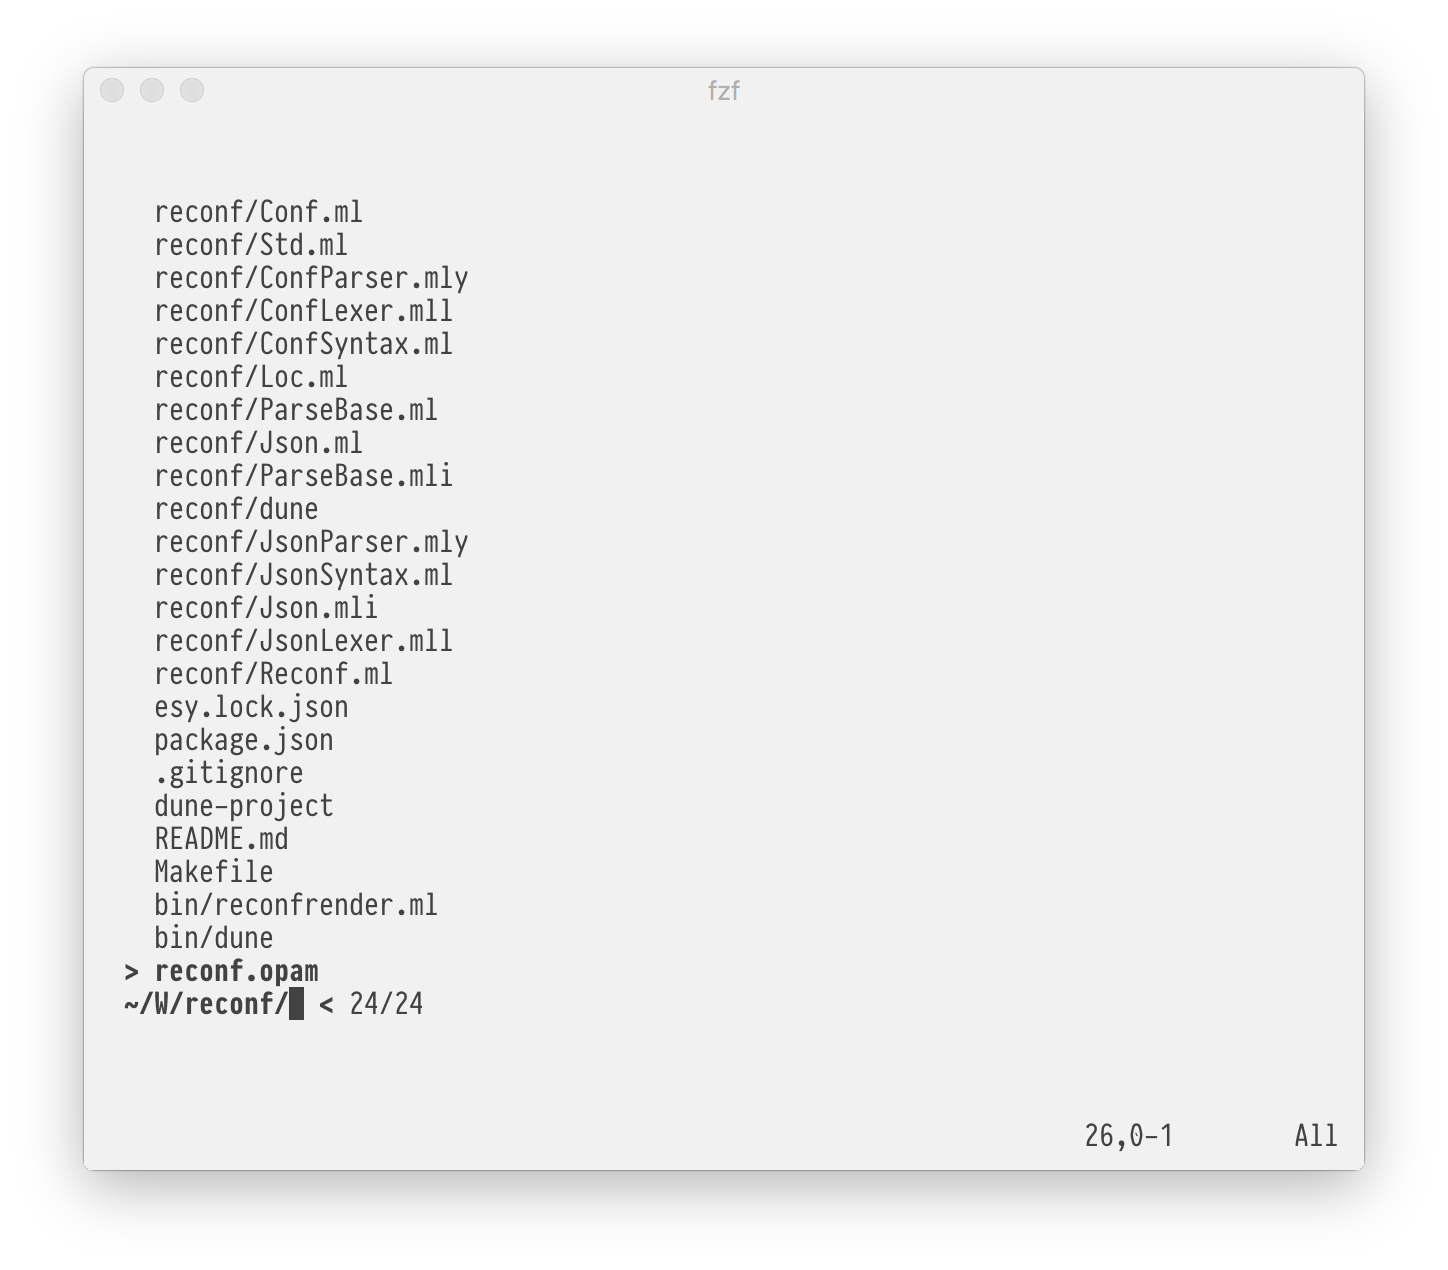 fzf
reconf/Conf.ml
reconf/Std.ml
reconf/ConfParser.mly
reconf/ConfLexer.mll
reconf/ConfSyntax.ml
reconf/Loc.ml
reconf/ParseBase.ml
reconf/Json.ml
reconf/ParseBase.mli
reconf/dune
reconf/JsonParser.mly
reconf/JsonSyntax.ml
reconf/Json.mli
reconf/JsonLexer.mll
reconf/Reconf.ml
esy.lock.json
package.json
.gitignore
dune-project
README.md
Makefile
bin/reconfrender.ml
bin/dune
> reconf.opam
~/W/reconf/ < 24/24
26,0-1 All